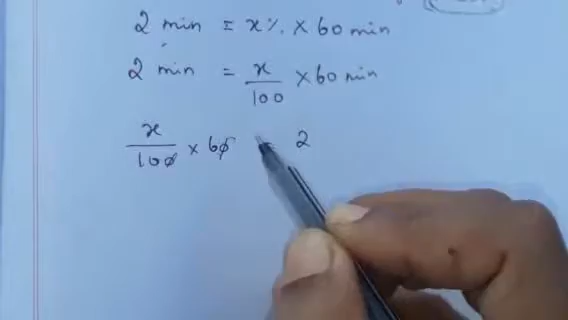 2 min = x% × 60 min
2 min = x/100 × 60 min
x/100 × 60 = 2